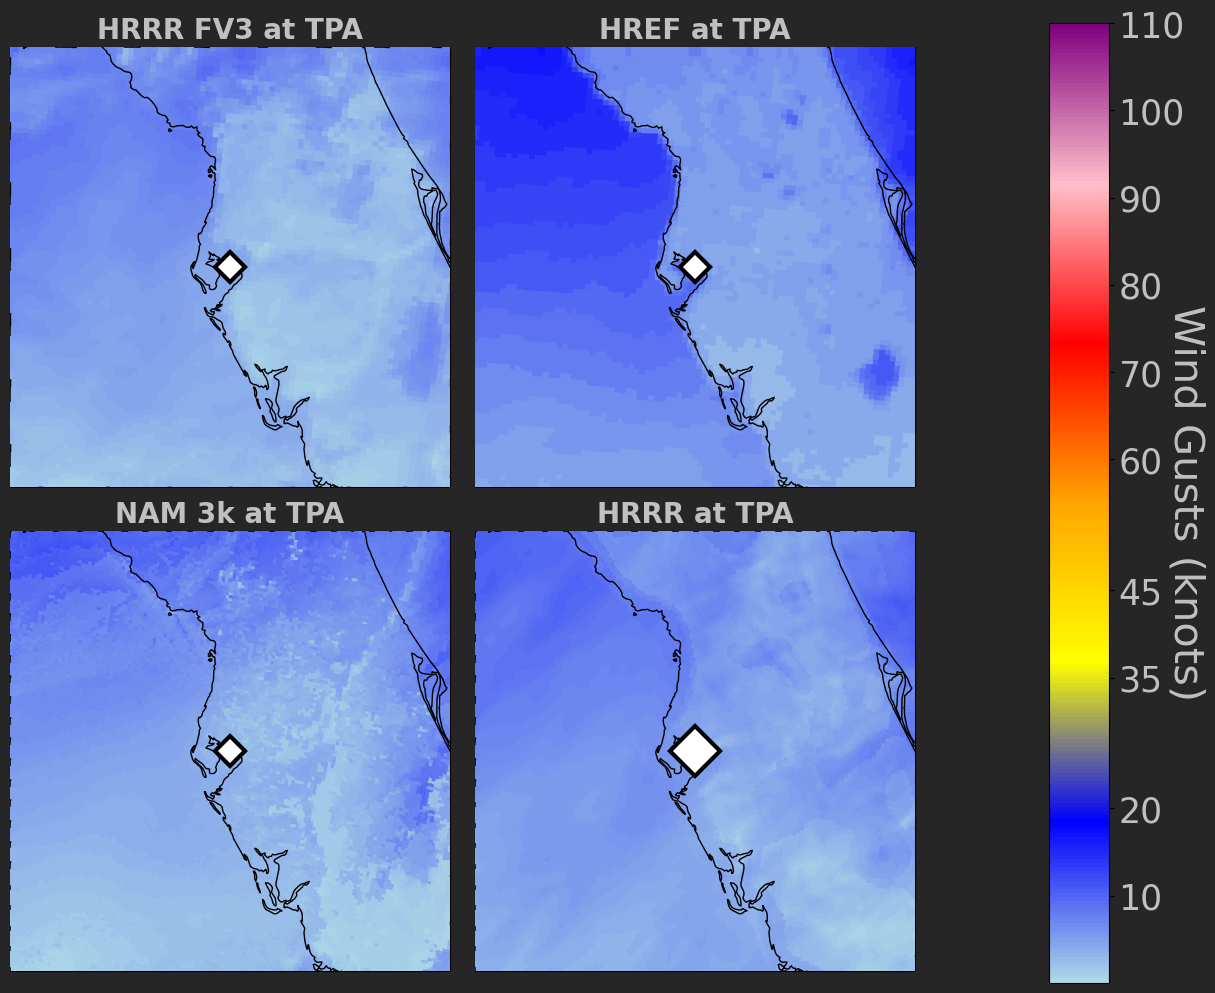 HRRR FV3 at TPA
HREF at TPA
NAM 3k at TPA
HRRR at TPA
110
100
90
80
70
60
45
35
20
10
Wind Gusts (knots)